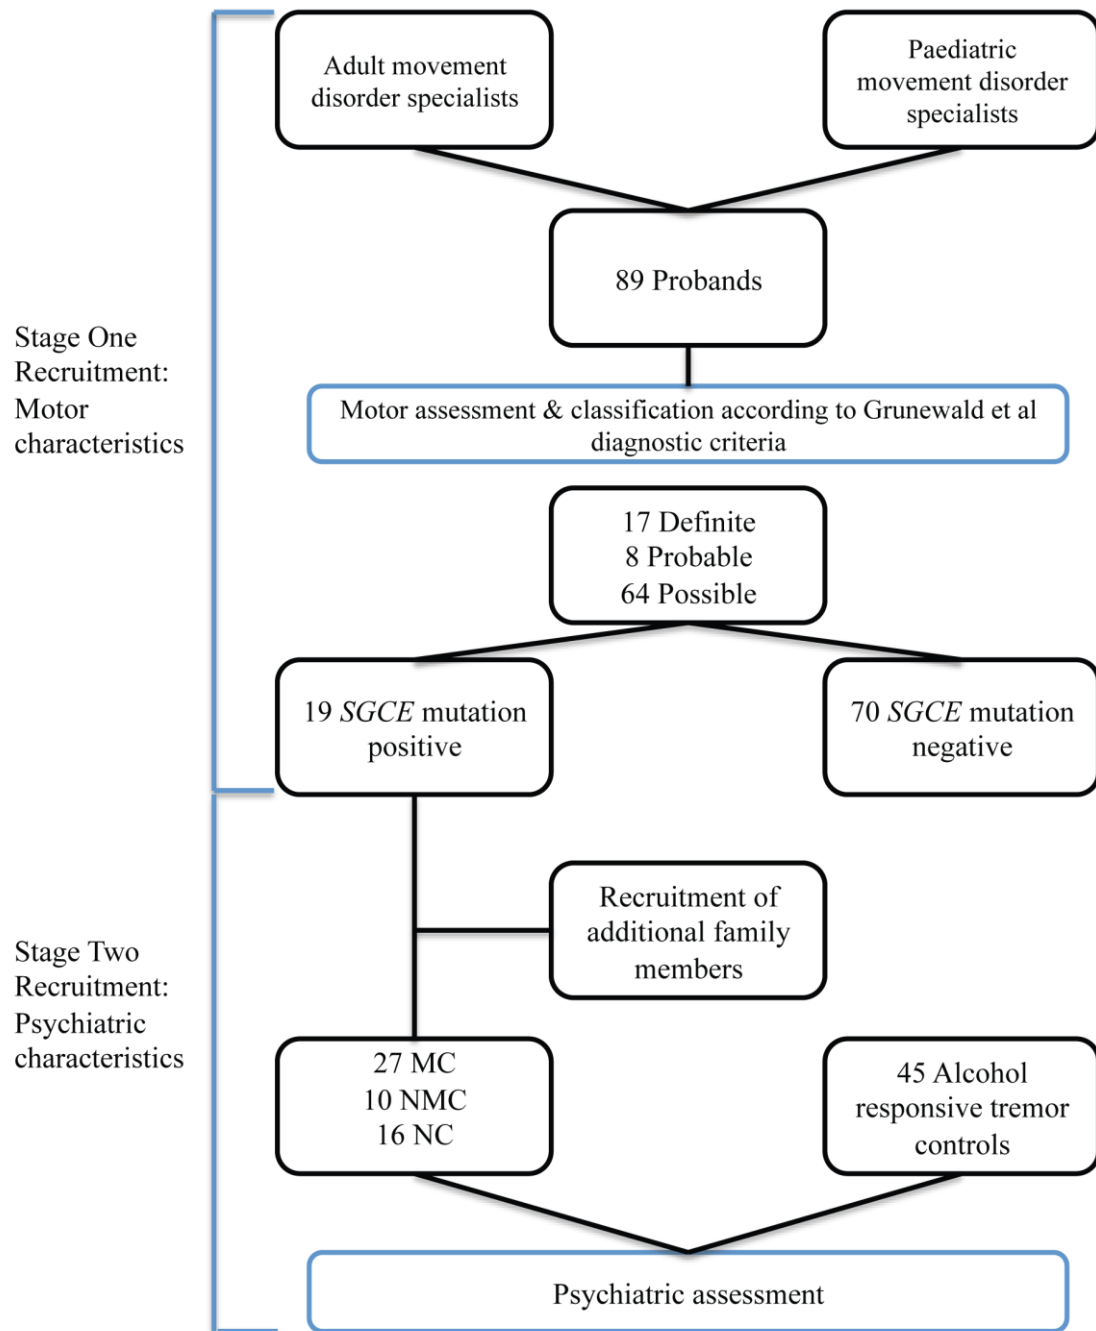 Adult movement
disorder specialists
Paediatric
movement disorder
specialists
89 Probands
Stage One
Recruitment:
Motor
characteristics
Motor assessment & classification according to Grunewald et al
diagnostic criteria
17 Definite
8 Probable
64 Possible
19 SGCE mutation
positive
70 SGCE mutation
negative
Recruitment of
additional family
members
Stage Two
Recruitment:
Psychiatric
characteristics
27 MC
10 NMC
16 NC
45 Alcohol
responsive tremor
controls
Psychiatric assessment